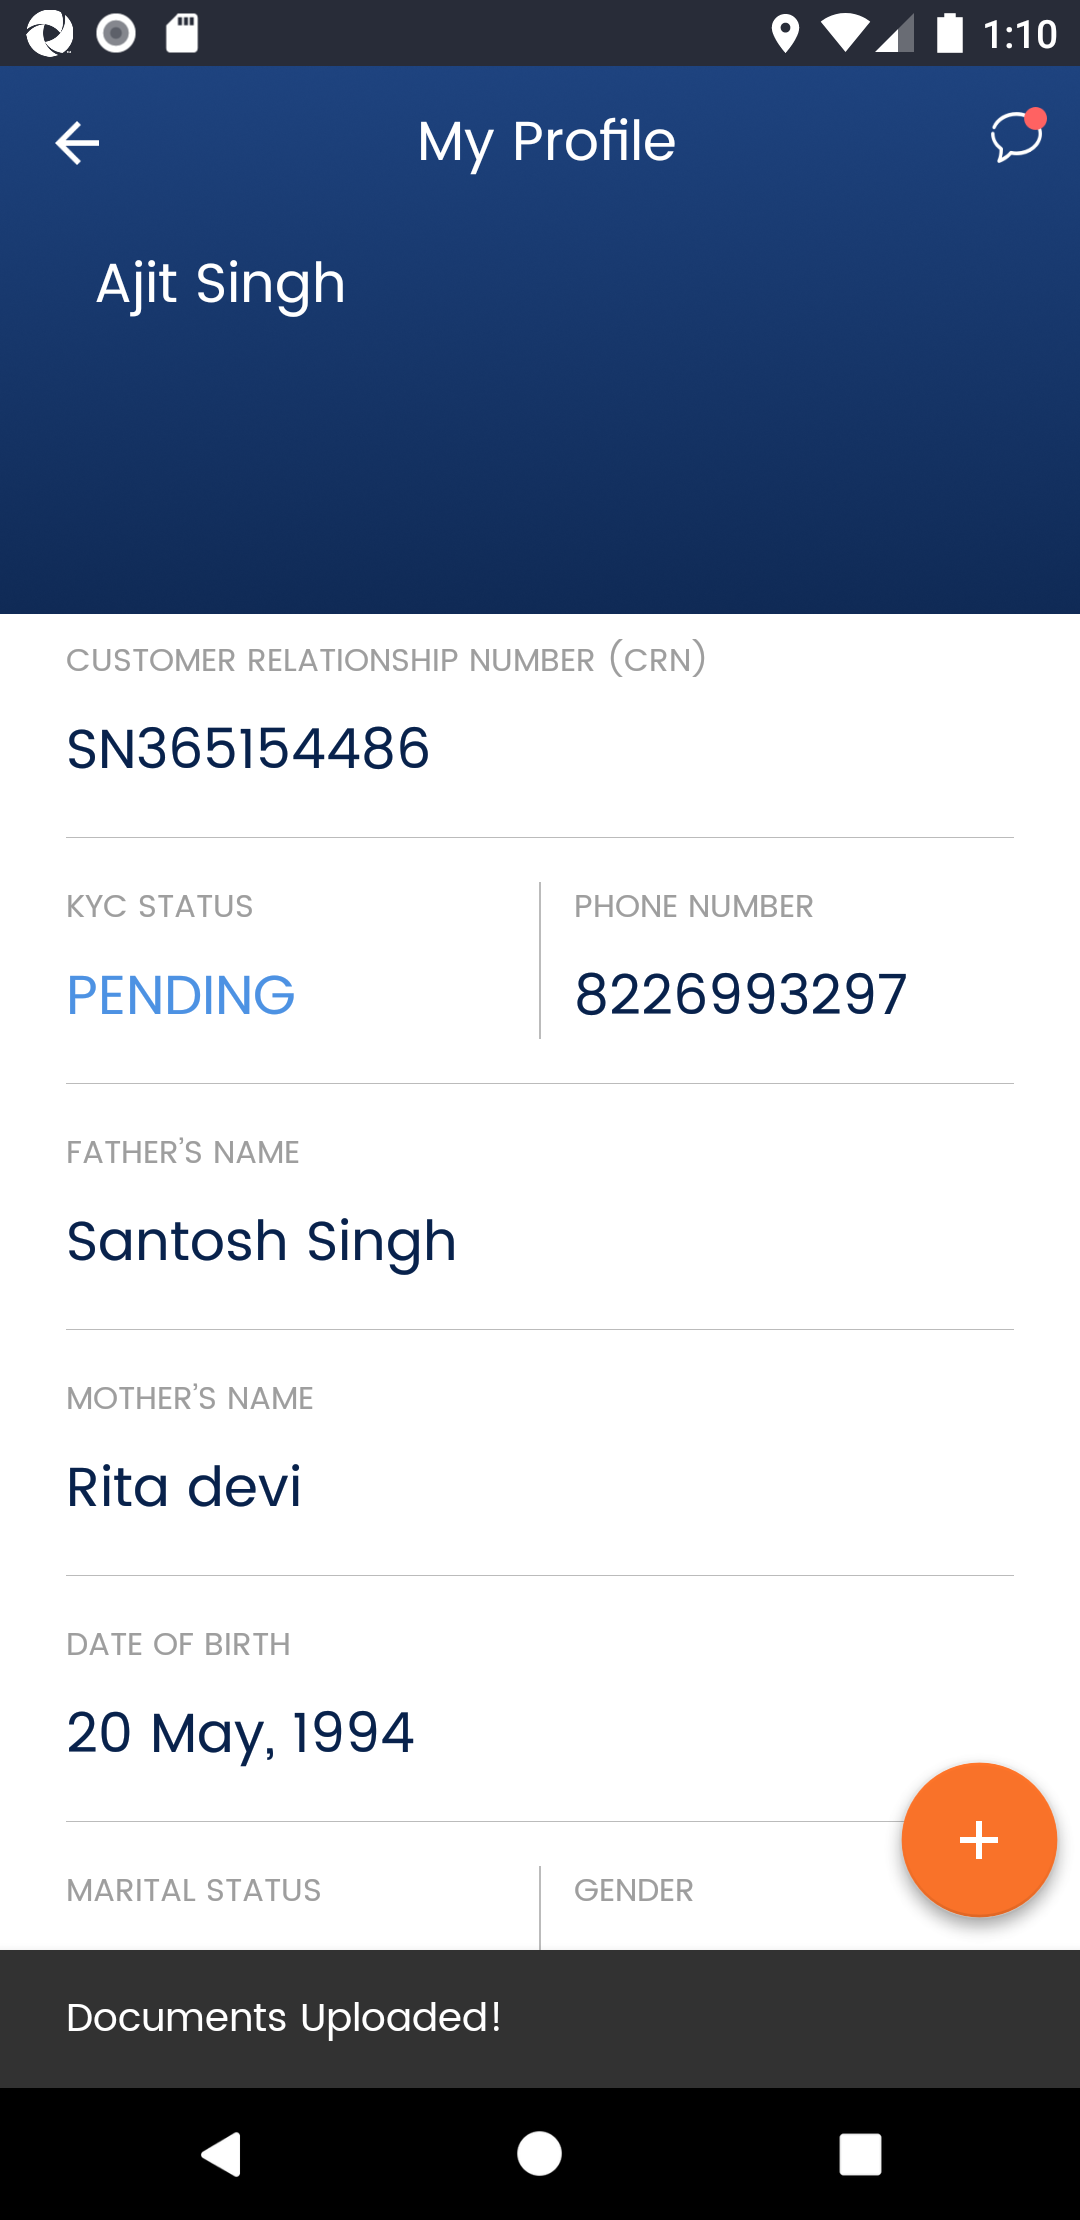 1:10
My Profile
Ajit Singh
CUSTOMER RELATIONSHIP NUMBER (CRN)
SN365154486
KYC STATUS
PHONE NUMBER
PENDING
8226993297
FATHER'S NAME
Santosh Singh
MOTHER'S NAME
Rita devi
DATE OF BIRTH
20 May, 1994
MARITAL STATUS
GENDER
Documents Uploaded!